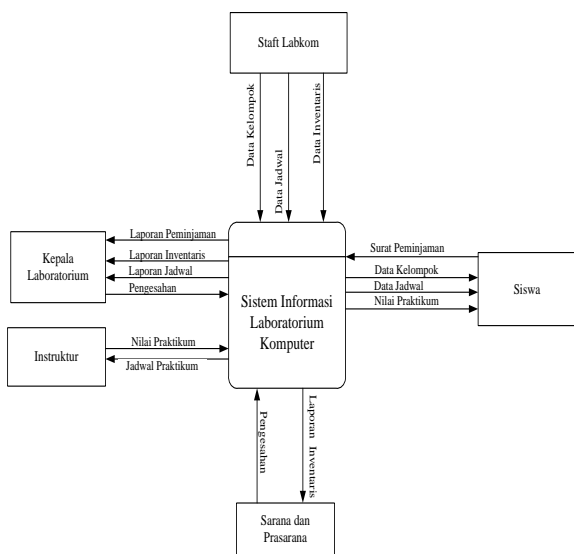 Staft Labkom
Data Kelompok
Data Jadwal
Data Inventaris
Laporan Peminjaman
Laporan Inventaris
Laporan Jadwal
Pengesahan
Kepala
Laboratorium
Surat Peminjaman
Data Kelompok
Data Jadwal
Nilai Praktikum
Siswa
Sistem Informasi
Laboratorium
Komputer
Instruktur
Nilai Praktikum
Jadwal Praktikum
Pengesahan
Laporan Inventaris
Sarana dan
Prasarana